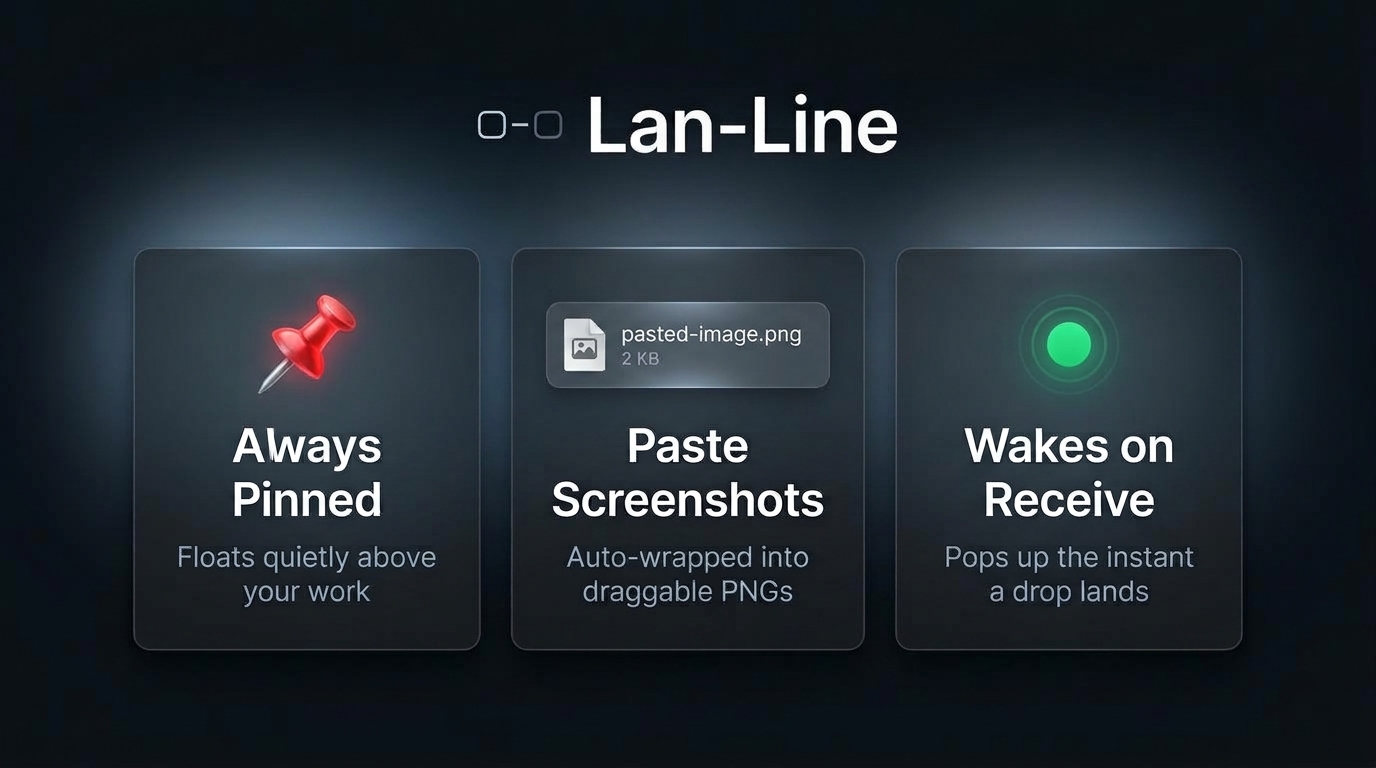 Lan-Line
Always
Pinned
Floats quietly above
your work
pasted-image.png
2 KB
Paste
Screenshots
Auto-wrapped into
draggable PNGs
Wakes on
Receive
Pops up the instant
a drop lands